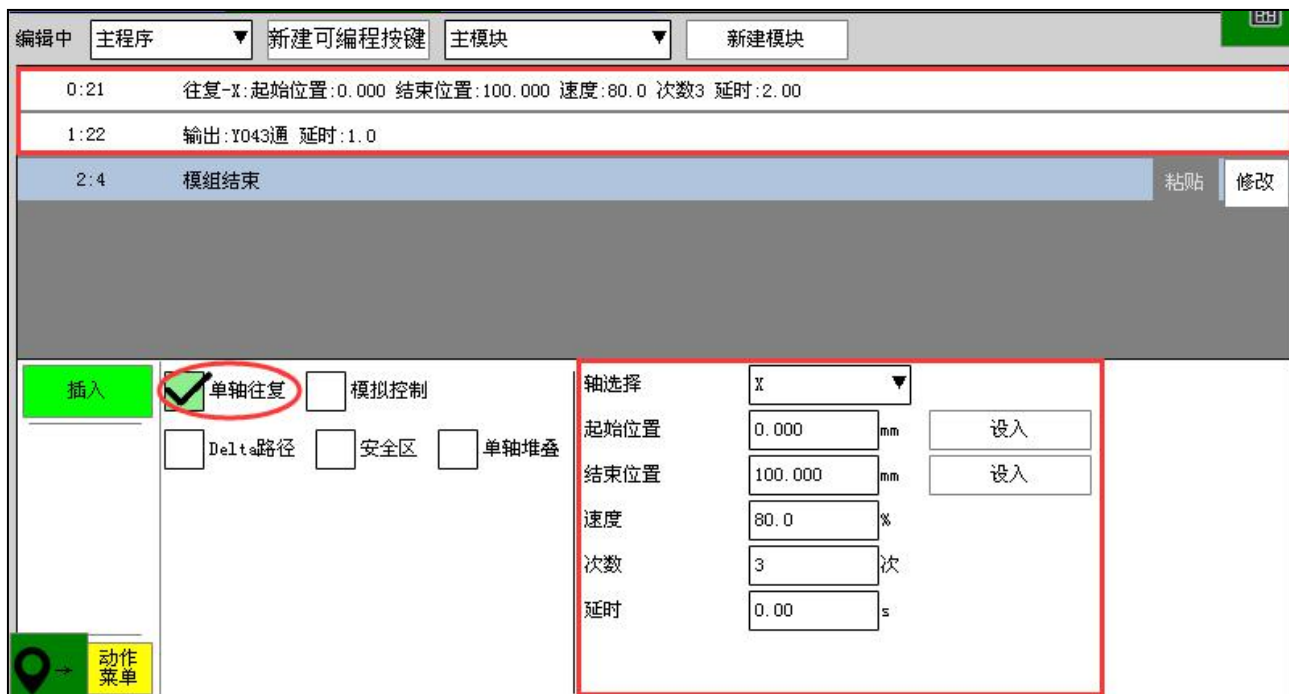 编辑中 主程序 ▼ 新建可编程按键 主模块 ▼ 新建模块
0:21 往复-X:起始位置:0.000 结束位置:100.000 速度:80.0 次数3 延时:2.00
1:22 输出:Y043通 延时:1.0
2:4 模组结束 粘贴 修改
插入 单轴往复 模拟控制 轴选择 X ▼
起始位置 0.000 mm 设入
Delta路径 安全区 单轴堆叠
结束位置 100.000 mm 设入
速度 80.0 %
次数 3 次
延时 0.00 s
动作
菜单